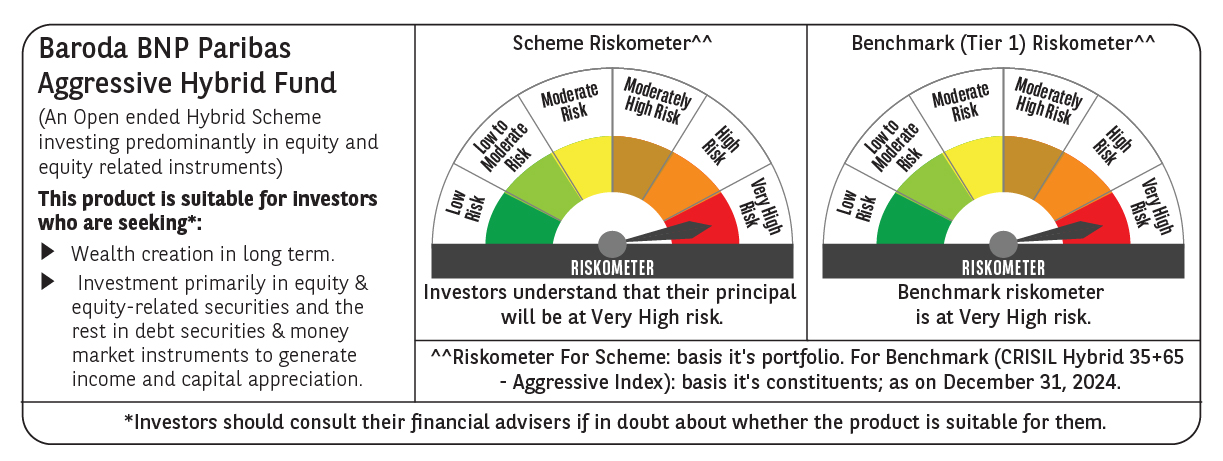 Baroda BNP Paribas
Aggressive Hybrid Fund
(An Open ended Hybrid Scheme
investing predominantly in equity and
equity related instruments)
This product is suitable for investors
who are seeking*:
Wealth creation in long term.
Investment primarily in equity &
equity-related securities and the
rest in debt securities & money
market instruments to generate
income and capital appreciation.
Scheme Riskometer^^
Low
Risk
Low to
Moderate
Risk
Moderate
Risk
Moderately
High Risk
High
Risk
Very High
Risk
RISKOMETER
Investors understand that their principal
will be at Very High risk.
Benchmark (Tier 1) Riskometer^^
Low
Risk
Low to
Moderate
Risk
Moderate
Risk
Moderately
High Risk
High
Risk
Very High
Risk
RISKOMETER
Benchmark riskometer
is at Very High risk.
^^Riskometer For Scheme: basis it's portfolio. For Benchmark (CRISIL Hybrid 35+65
- Aggressive Index): basis it's constituents; as on December 31, 2024.
*Investors should consult their financial advisers if in doubt about whether the product is suitable for them.